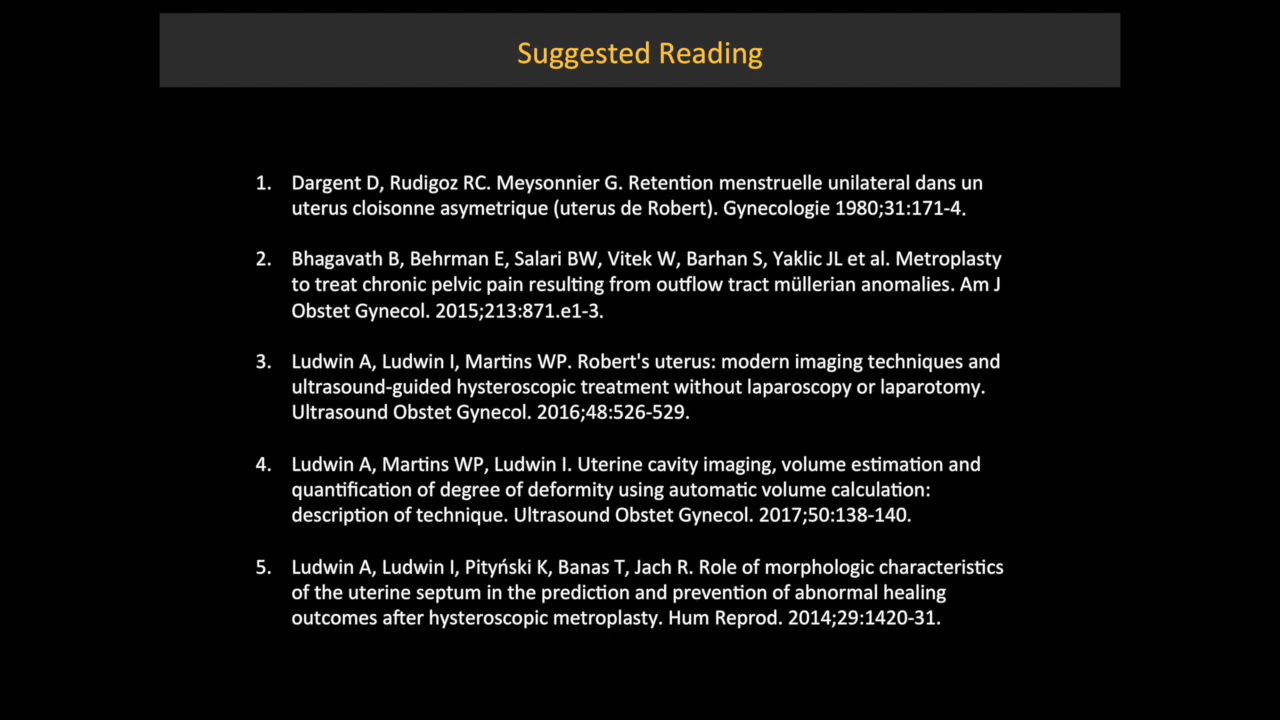 Suggested Reading
1. Dargent D, Rudigoz RC. Meysonnier G. Retention menstruelle unilateral dans un
uterus cloisonne asymetrique (uterus de Robert). Gynecologie 1980;31:171-4.
2. Bhagavath B, Behrman E, Salari BW, Vitek W, Barhan S, Yaklic JL et al. Metroplasty
to treat chronic pelvic pain resulting from outflow tract müllerian anomalies. Am J
Obstet Gynecol. 2015;213:871.e1-3.
3. Ludwin A, Ludwin I, Martins WP. Robert's uterus: modern imaging techniques and
ultrasound-guided hysteroscopic treatment without laparoscopy or laparotomy.
Ultrasound Obstet Gynecol. 2016;48:526-529.
4. Ludwin A, Martins WP, Ludwin I. Uterine cavity imaging, volume estimation and
quantification of degree of deformity using automatic volume calculation:
description of technique. Ultrasound Obstet Gynecol. 2017;50:138-140.
5. Ludwin A, Ludwin I, Pityński K, Banas T, Jach R. Role of morphologic characteristics
of the uterine septum in the prediction and prevention of abnormal healing
outcomes after hysteroscopic metroplasty. Hum Reprod. 2014;29:1420-31.